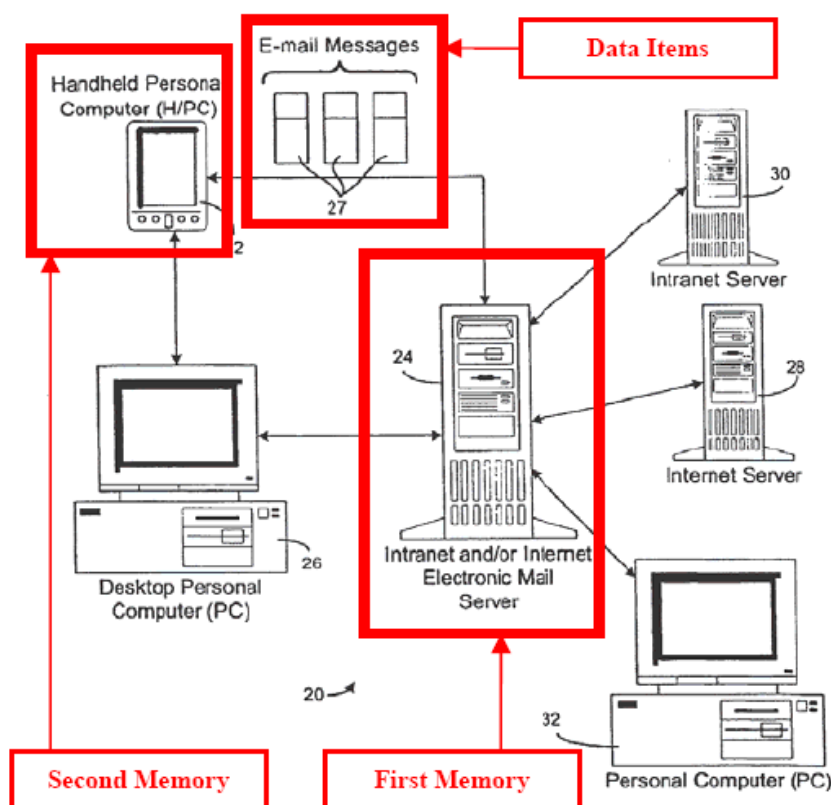 E-mail Messages
Data Items
Handheld Persona
Computer (H/PC)
27
2
30
Intranet Server
24
28
Internet Server
26
Desktop Personal
Computer (PC)
Intranet and/or Internet
Electronic Mail
Server
20
32
Personal Computer (PC)
Second Memory
First Memory